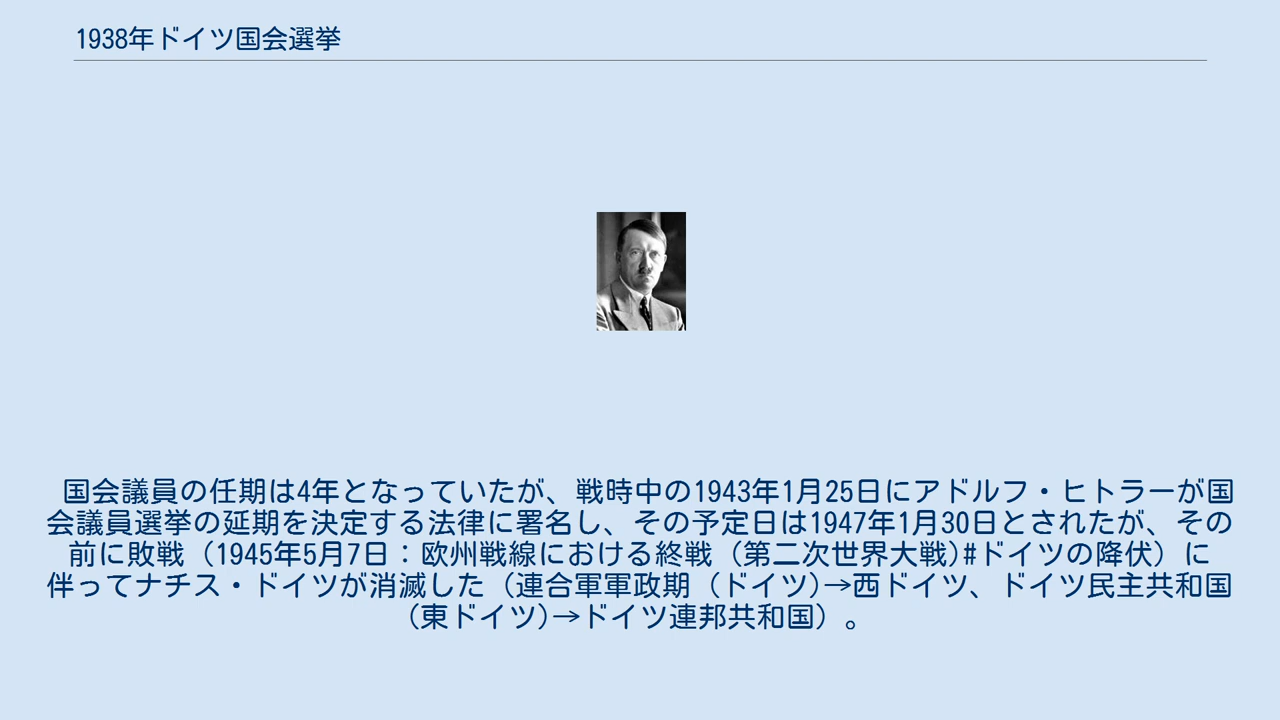 1938年ドイツ国会選挙
国会議員の任期は4年となっていたが、戦時中の1943年1月25日にアドルフ・ヒトラーが国
会議員選挙の延期を決定する法律に署名し、その予定日は1947年1月30日とされたが、その
前に敗戦（1945年5月7日：欧州戦線における終戦 (第二次世界大戦)#ドイツの降伏）に
伴ってナチス・ドイツが消滅した（連合軍軍政期 (ドイツ)→西ドイツ、ドイツ民主共和国
(東ドイツ)→ドイツ連邦共和国）。